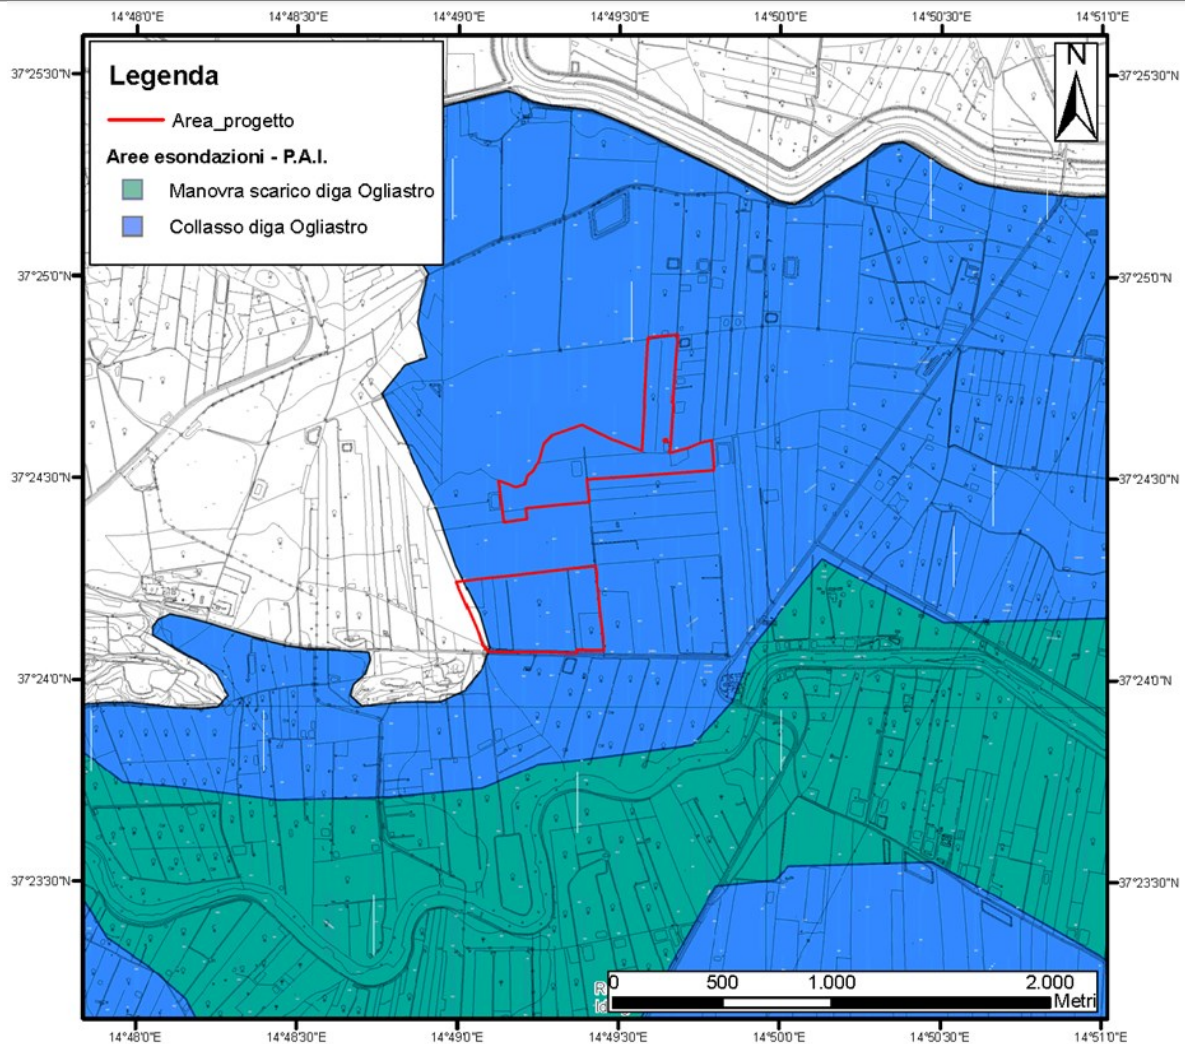 14°48'0"E 14°48'30"E 14°49'0"E 14°49'30"E 14°50'0"E 14°50'30"E 14°51'0"E
Legenda
Area_progetto
Aree esondazioni - P.A.I.
Manovra scarico diga Ogliastro
Collasso diga Ogliastro
N
37°25'30"N 37°25'30"N
37°25'0"N 37°25'0"N
37°24'30"N 37°24'30"N
37°24'0"N 37°24'0"N
37°23'30"N 37°23'30"N
0 500 1.000 2.000
Metri
14°48'0"E 14°48'30"E 14°49'0"E 14°49'30"E 14°50'0"E 14°50'30"E 14°51'0"E